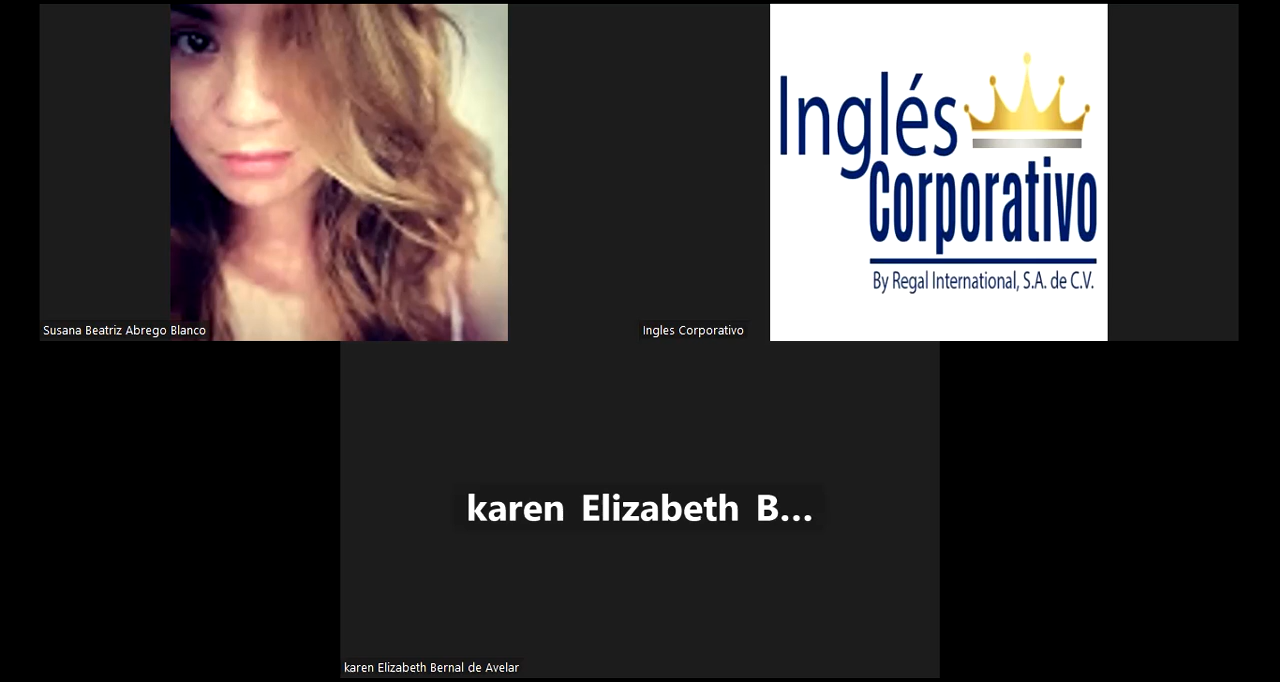 Inglés
Corporativo
By Regal International, S.A. de C.V.
Susana Beatriz Abrego Blanco
Ingles Corporativo
karen Elizabeth B...
karen Elizabeth Bernal de Avelar